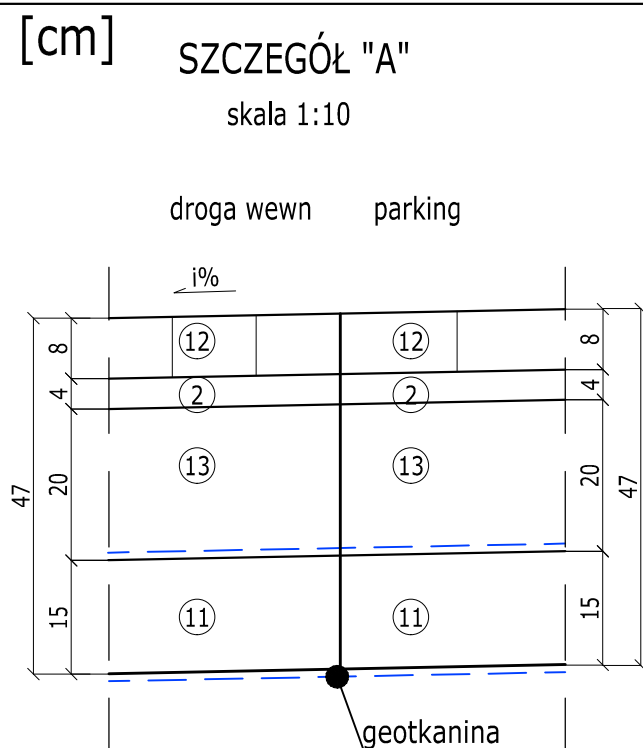 [cm]
SZCZEGÓŁ "A"
skala 1:10
droga wewn
parking
i%
8
12
12
8
4
2
2
4
47
20
13
13
20
47
15
11
11
15
geotkanina